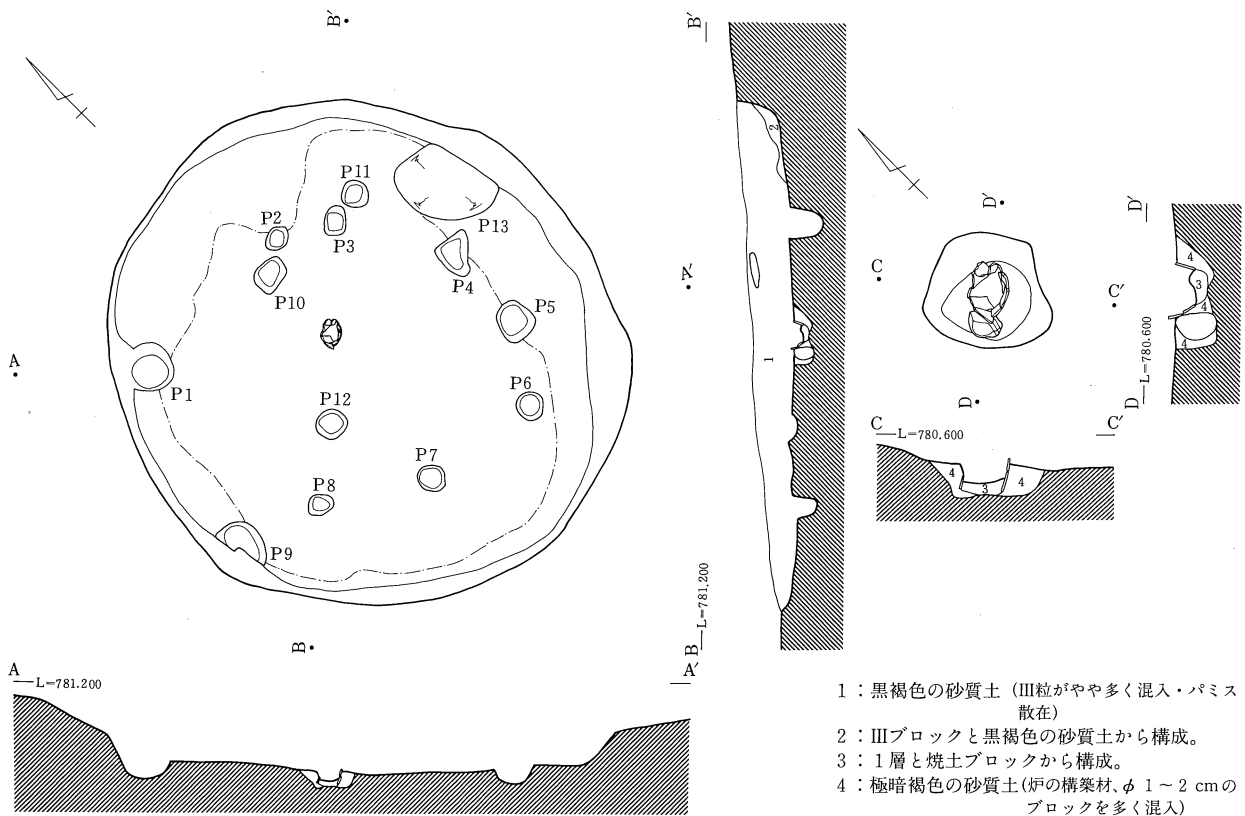 B′
B′
A′
A
B
P11
P2
P3
P13
P10
P4
P5
P1
P6
P12
P7
P8
P9
2
1
B
L=781.200
A
L=781.200
A′
D′
C
C′
D
D′
4
3
4
4
D
L=780.600
C
L=780.600
C′
4
3
4
1：黒褐色の砂質土（Ⅲ粒がやや多く混入・パミス
散在）
2：Ⅲブロックと黒褐色の砂質土から構成。
3：1層と焼土ブロックから構成。
4：極暗褐色の砂質土(炉の構築材、φ 1～2 cmの
ブロックを多く混入)